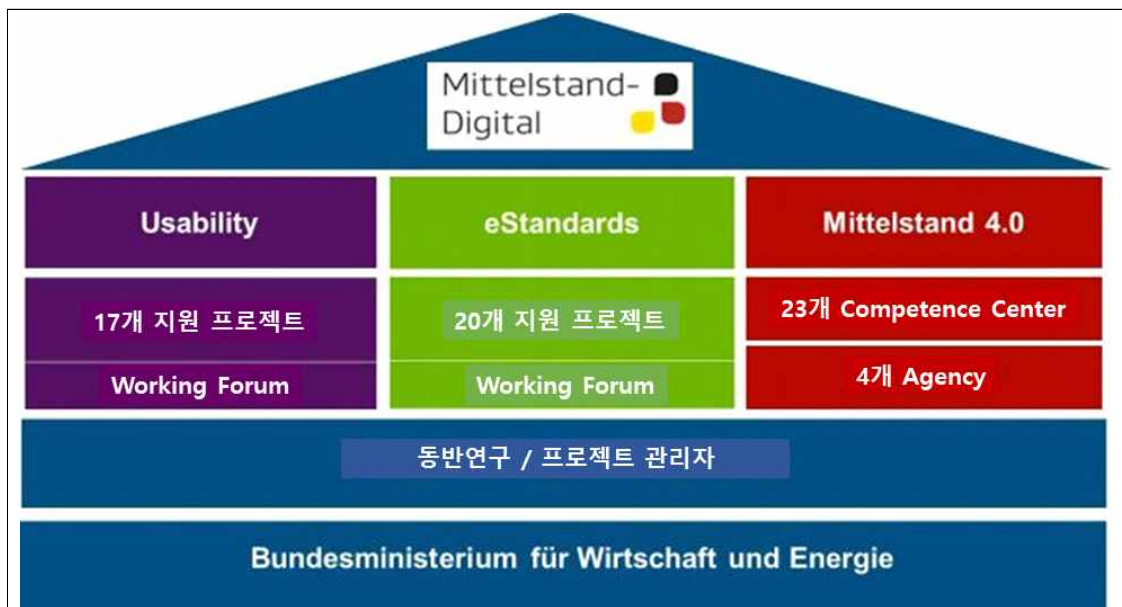 Mittelstand-
Digital
Usability
eStandards
Mittelstand 4.0
17개 지원 프로젝트
20개 지원 프로젝트
23개 Competence Center
Working Forum
Working Forum
4개 Agency
동반연구 / 프로젝트 관리자
Bundesministerium für Wirtschaft und Energie